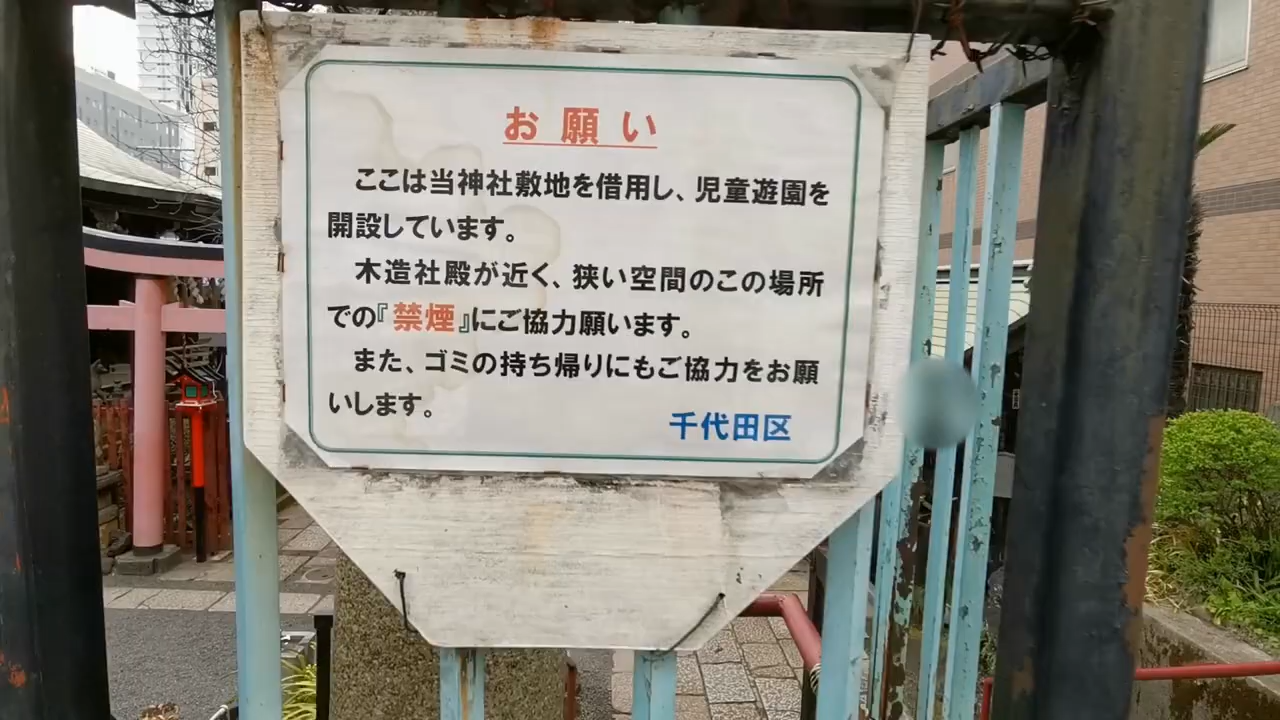 お願い
ここは当神社敷地を借用し、児童遊園を
開設しています。
木造社殿が近く、狭い空間のこの場所
での『禁煙』にご協力願います。
また、ゴミの持ち帰りにもご協力をお願
いします。
千代田区